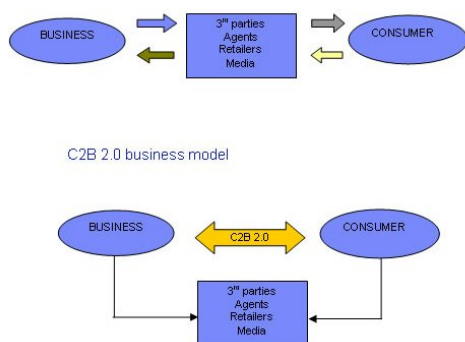 BUSINESS
3rd parties
Agents
Retailers
Media
CONSUMER
C2B 2.0 business model
BUSINESS
C2B 2.0
CONSUMER
3rd parties
Agents
Retailers
Media